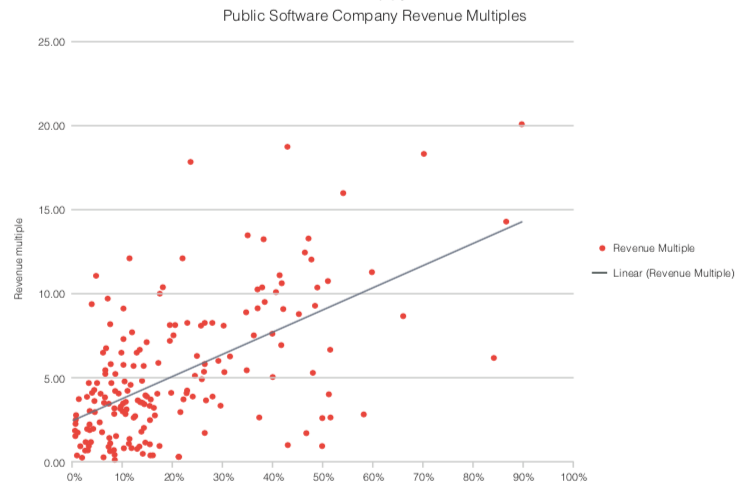 Public Software Company Revenue Multiples
25.00
20.00
15.00
10.00
5.00
0.00
Revenue multiple
0% 10% 20% 30% 40% 50% 60% 70% 80% 90% 100%
Revenue Multiple
Linear (Revenue Multiple)